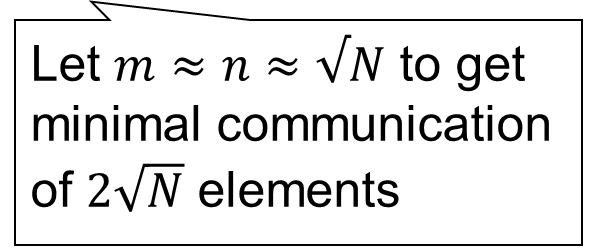 Let m ≈ n ≈ √N to get
minimal communication
of 2√N elements